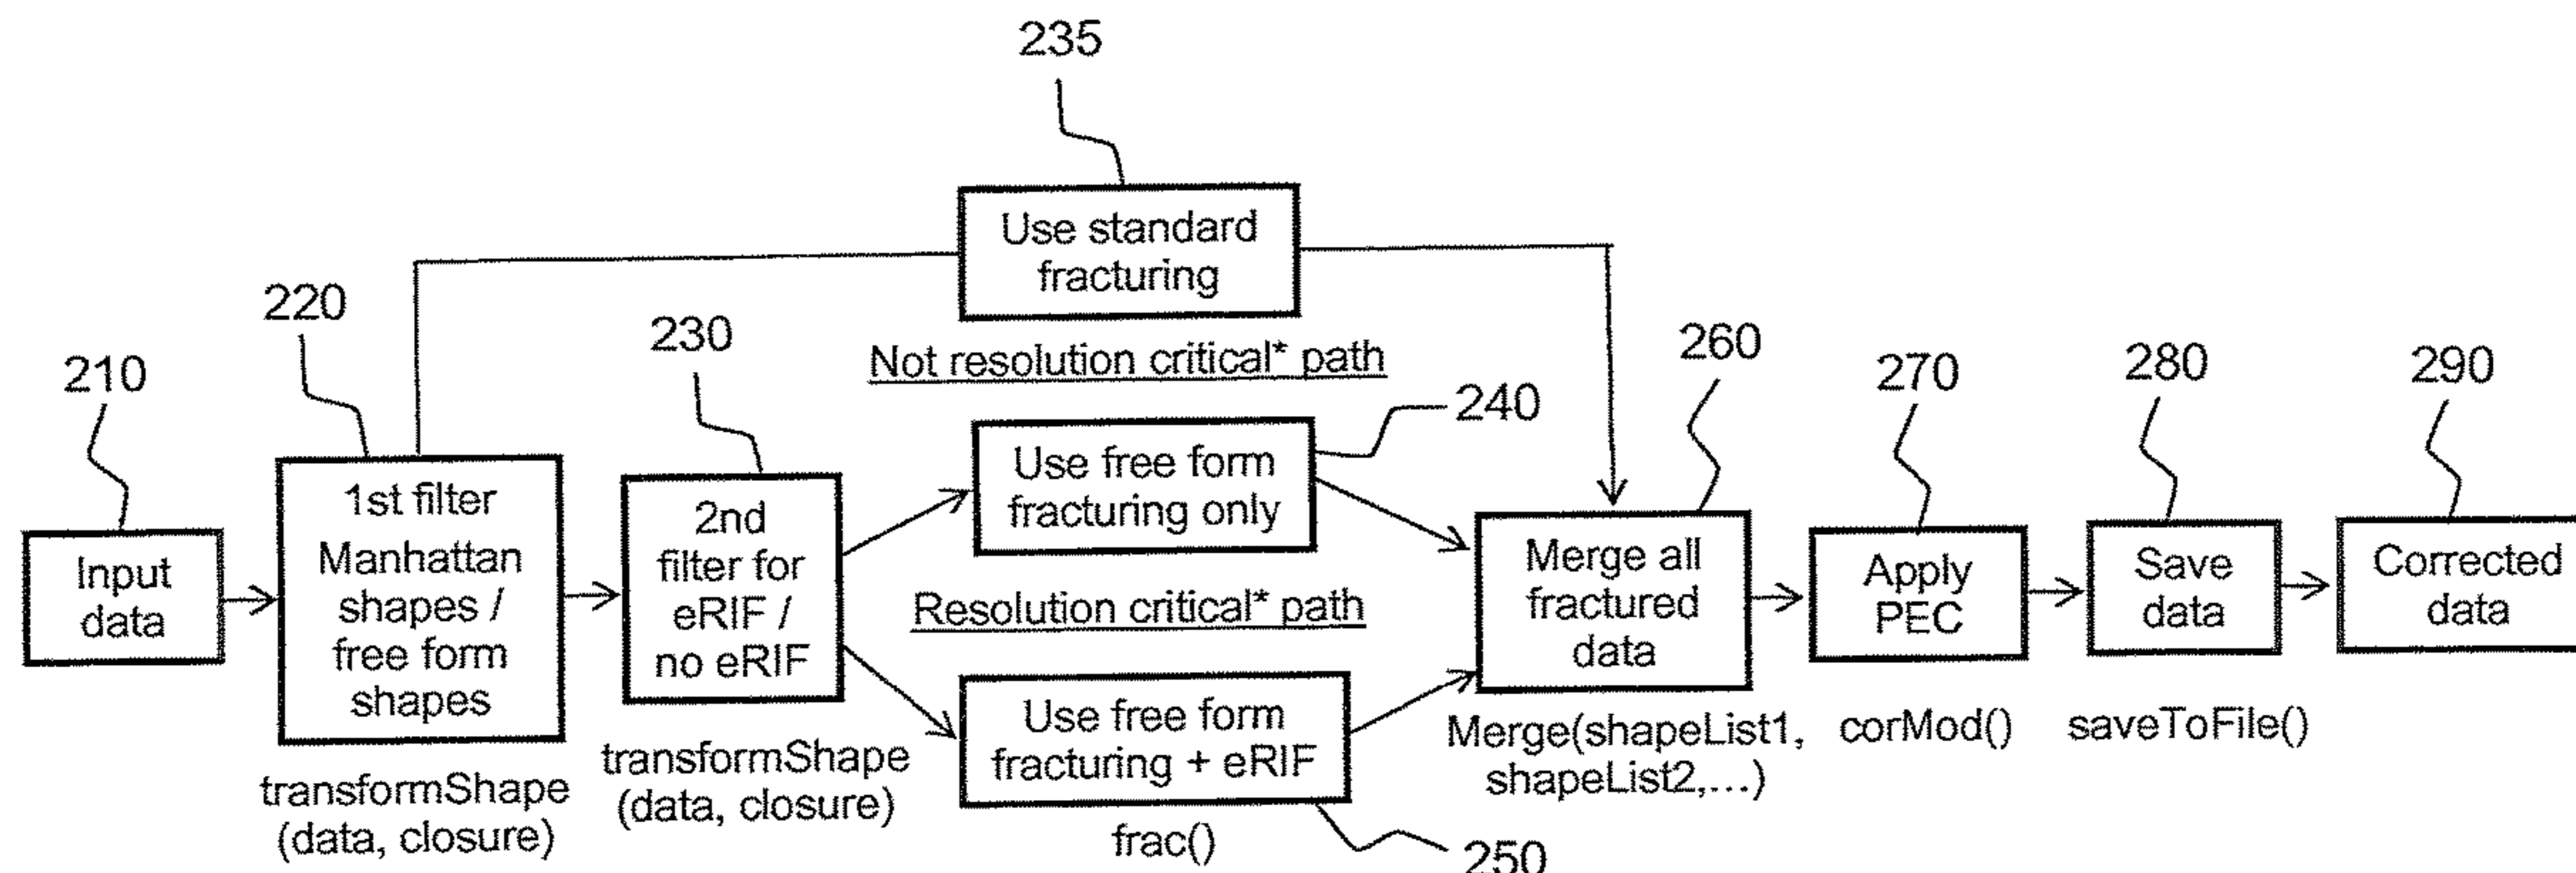 235
Use standard
fracturing
220
230
Not resolution critical* path
260
210
270
280
290
240
1st filter
Manhattan
shapes /
free form
shapes
2nd
filter for
eRIF /
no eRIF
Use free form
fracturing only
Input
data
Merge all
fractured
data
Apply
PEC
Save
data
Corrected
data
Resolution critical* path
Use free form
fracturing + eRIF
transformShape
(data, closure)
transformShape
(data, closure)
frac()
250
Merge(shapeList1,
shapeList2,...)
corMod()
saveToFile()